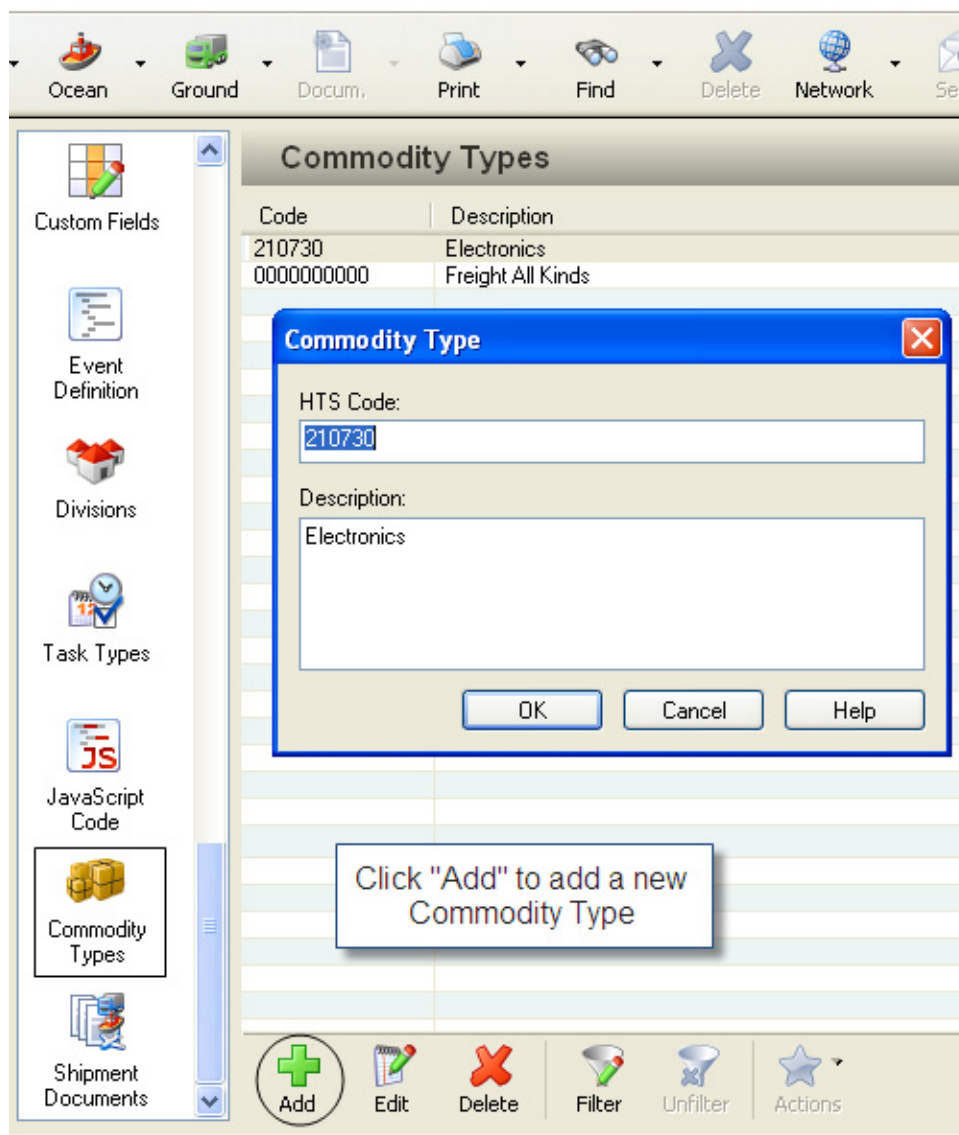 Ocean
Ground
Docum.
Print
Find
Delete
Network
Custom Fields
Event
Definition
Divisions
Task Types
JS
JavaScript
Code
Commodity
Types
Shipment
Documents
Commodity Types
Code Description
210730 Electronics
0000000000 Freight All Kinds
Commodity Type
HTS Code:
210730
Description:
Electronics
OK Cancel Help
Click "Add" to add a new
Commodity Type
Add Edit Delete Filter Unfilter Actions